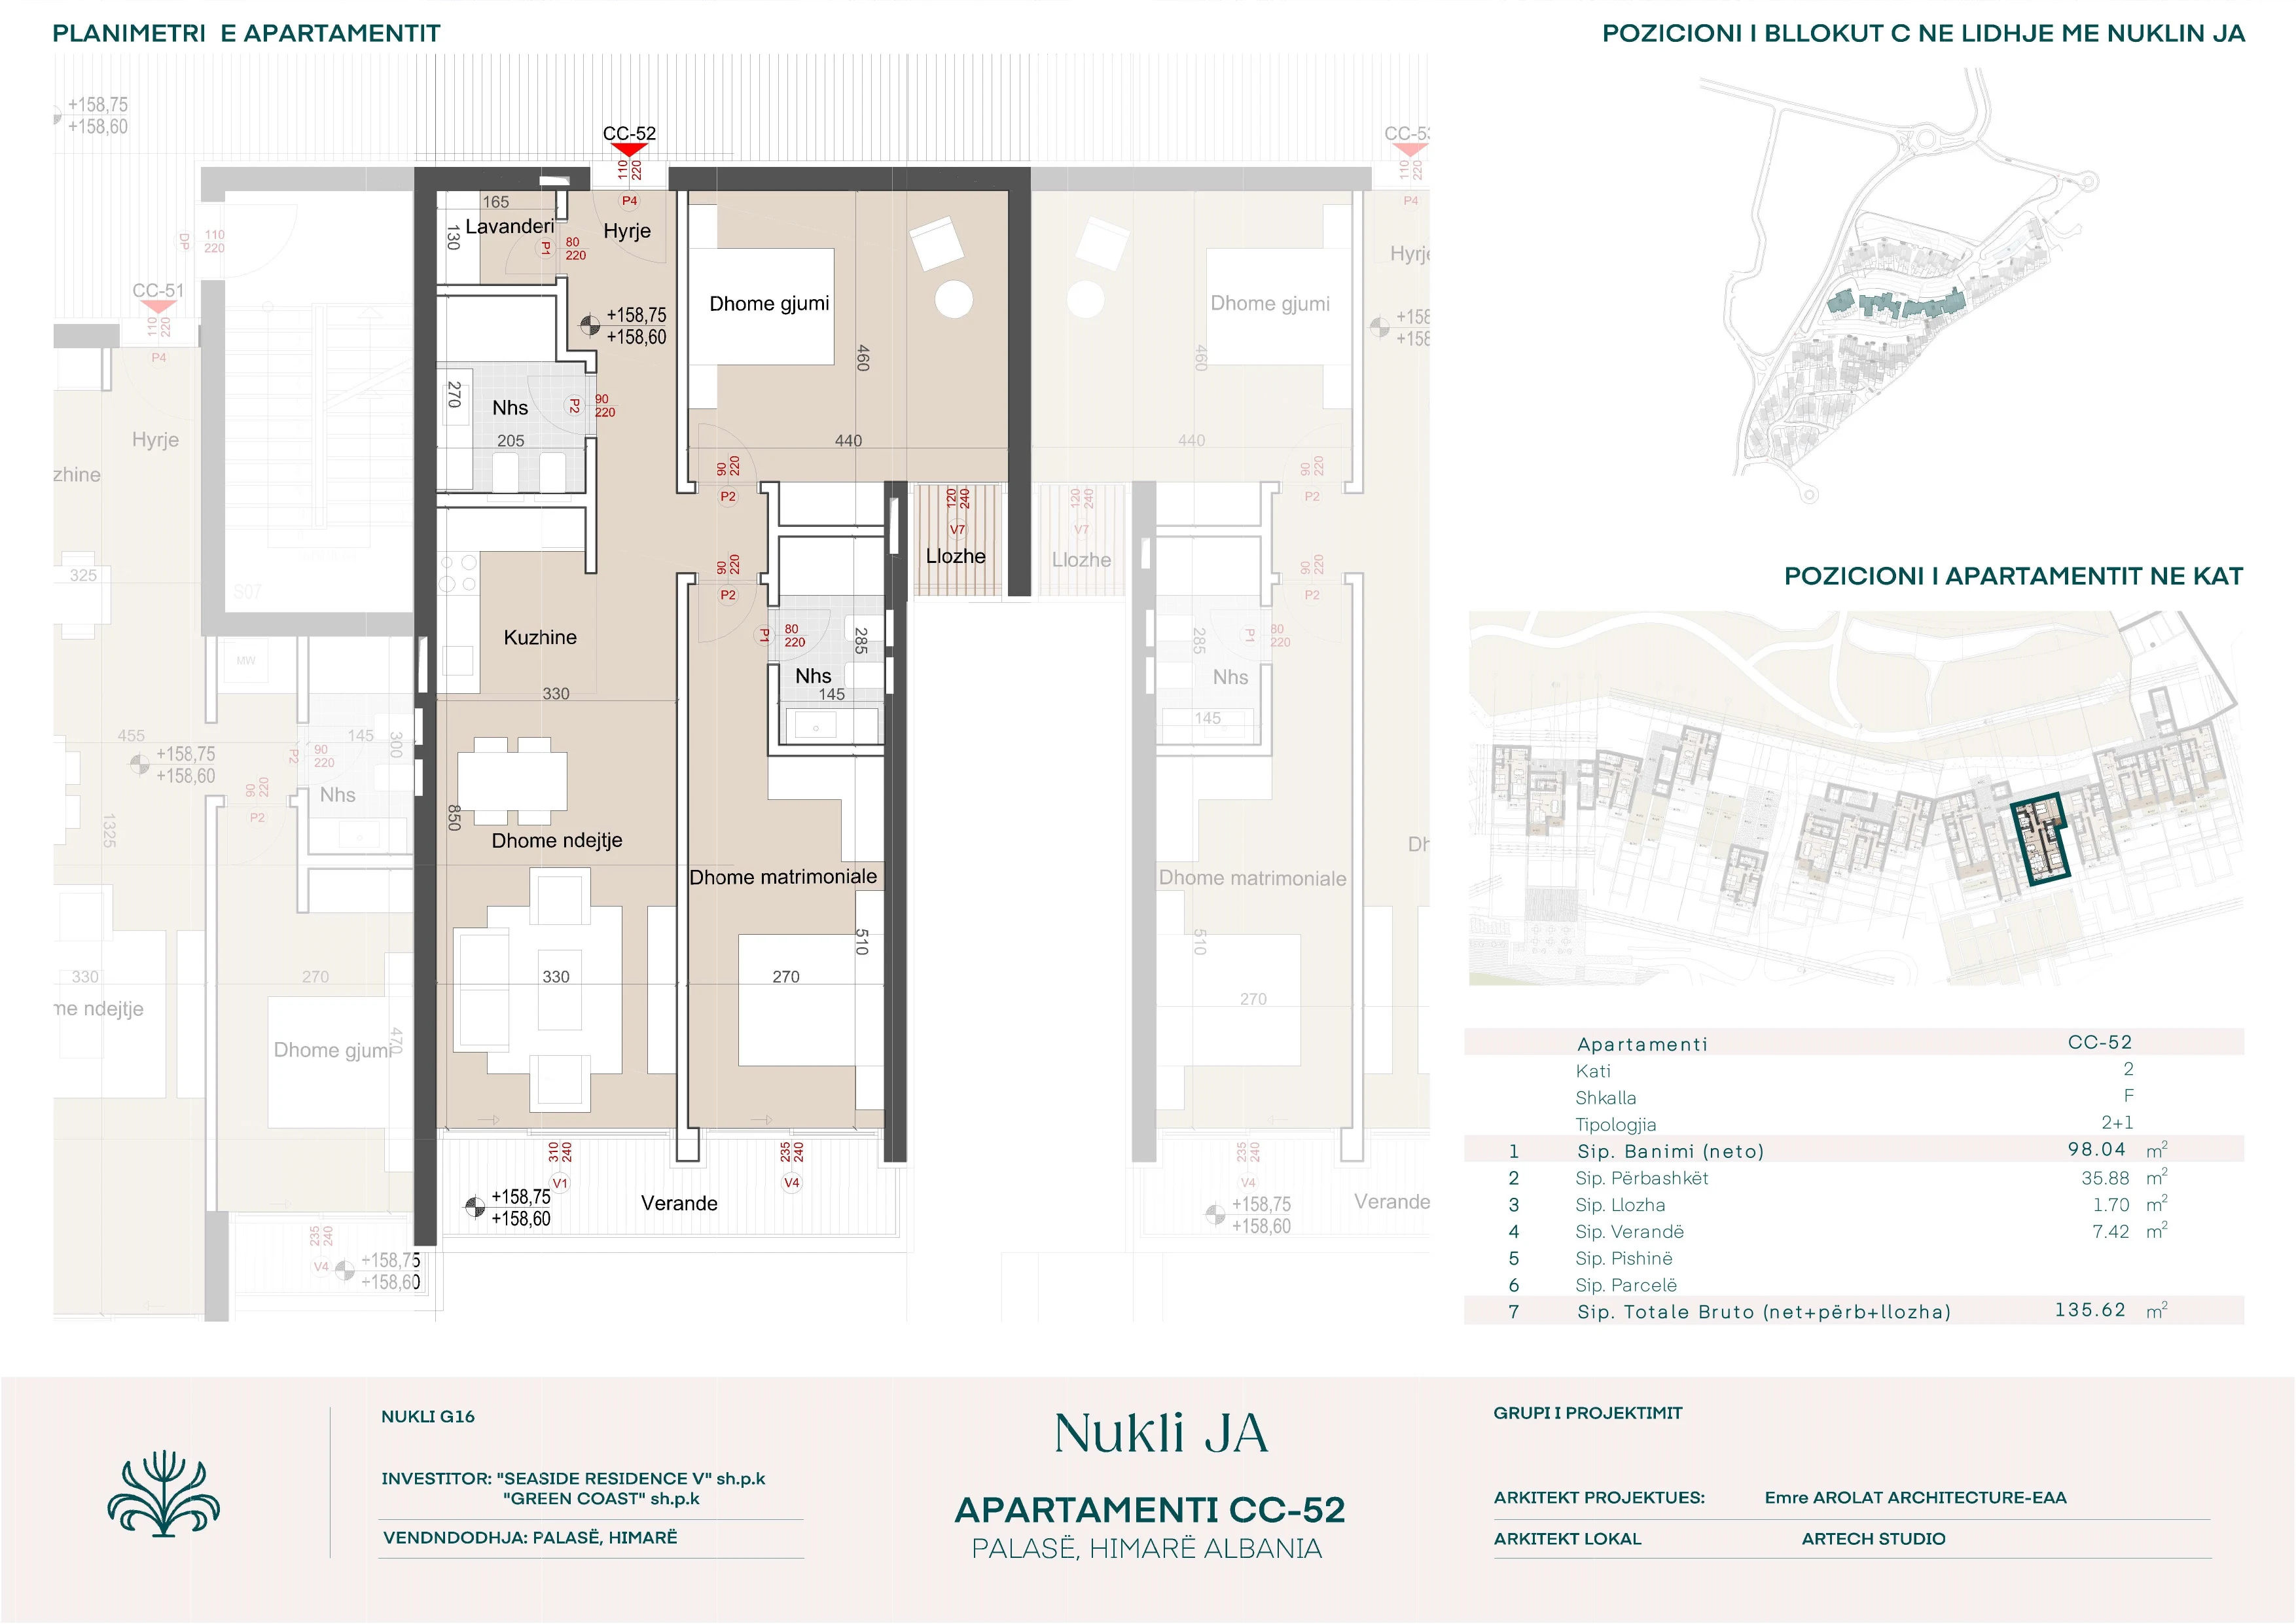 PLANIMETRI E APARTAMENTIT
POZICIONI I BLLOKUT C NE LIDHJE ME NUKLIN JA
+158,75
+158,60
CC-52
110
220
P4
165
Lavanderi
130
P1
80
220
Hyrje
+158,75
+158,60
Dhome gjumi
460
440
270
Nhs
205
P2
90
220
90
220
P2
120
240
V7
Llozhe
90
220
P2
Kuzhine
330
P1
80
220
285
Nhs
145
850
Dhome ndejtje
Dhome matrimoniale
510
330
270
310
240
V1
235
240
V4
+158,75
+158,60
Verande
CC-51
110
220
P4
DP
110
220
Hyrje
zhine
325
S07
MW
455
+158,75
+158,60
145
300
P2
90
220
90
220
P2
Nhs
1325
330
me ndejtje
270
Dhome gjumi
470
235
240
V4
+158,75
+158,60
CC-53
110
220
P4
Hyrje
Dhome gjumi
460
440
+158
+158
120
240
V7
Llozhe
90
220
P2
90
220
P2
P1
80
220
285
Nhs
145
Dh
Dhome matrimoniale
510
270
235
240
V4
+158,75
+158,60
Verande
POZICIONI I APARTAMENTIT NE KAT
Apartamenti CC-52
Kati 2
Shkalla F
Tipologjia 2+1
1 Sip. Banimi (neto) 98.04 m²
2 Sip. Përbashkët 35.88 m²
3 Sip. Llozha 1.70 m²
4 Sip. Verandë 7.42 m²
5 Sip. Pishinë
6 Sip. Parcelë
7 Sip. Totale Bruto (net+përb+llozha) 135.62 m²
NUKLI G16
INVESTITOR: "SEASIDE RESIDENCE V" sh.p.k
"GREEN COAST" sh.p.k
VENDNDODHJA: PALASË, HIMARË
Nukli JA
APARTAMENTI CC-52
PALASË, HIMARË ALBANIA
GRUPI I PROJEKTIMIT
ARKITEKT PROJEKTUES: Emre AROLAT ARCHITECTURE-EAA
ARKITEKT LOKAL ARTECH STUDIO